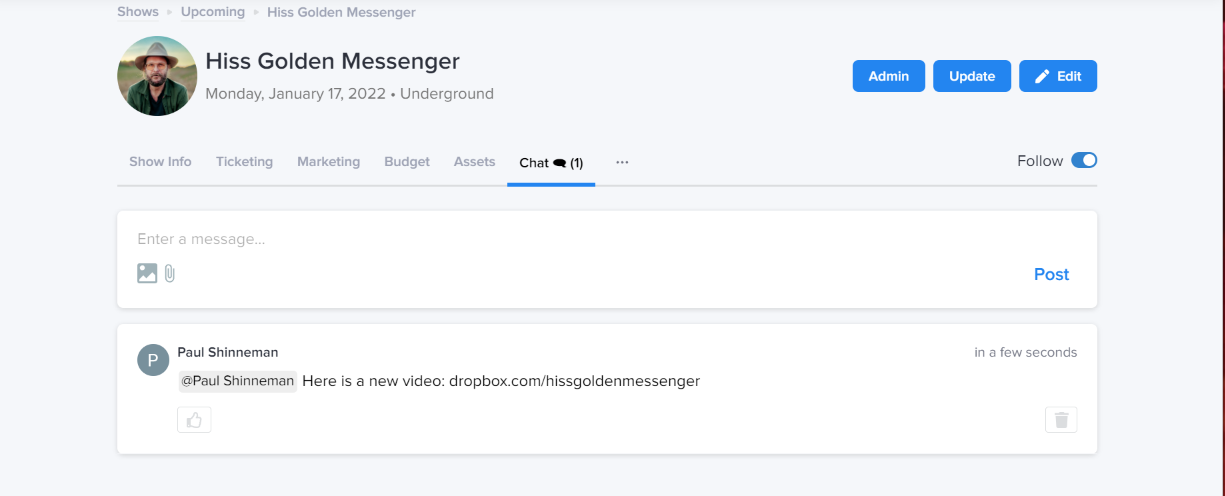 Shows ▸ Upcoming ▸ Hiss Golden Messenger
Hiss Golden Messenger
Monday, January 17, 2022 • Underground
Admin Update Edit
Show Info Ticketing Marketing Budget Assets Chat (1) ···
Follow
Enter a message...
Post
P
Paul Shinneman in a few seconds
@Paul Shinneman Here is a new video: dropbox.com/hissgoldenmessenger